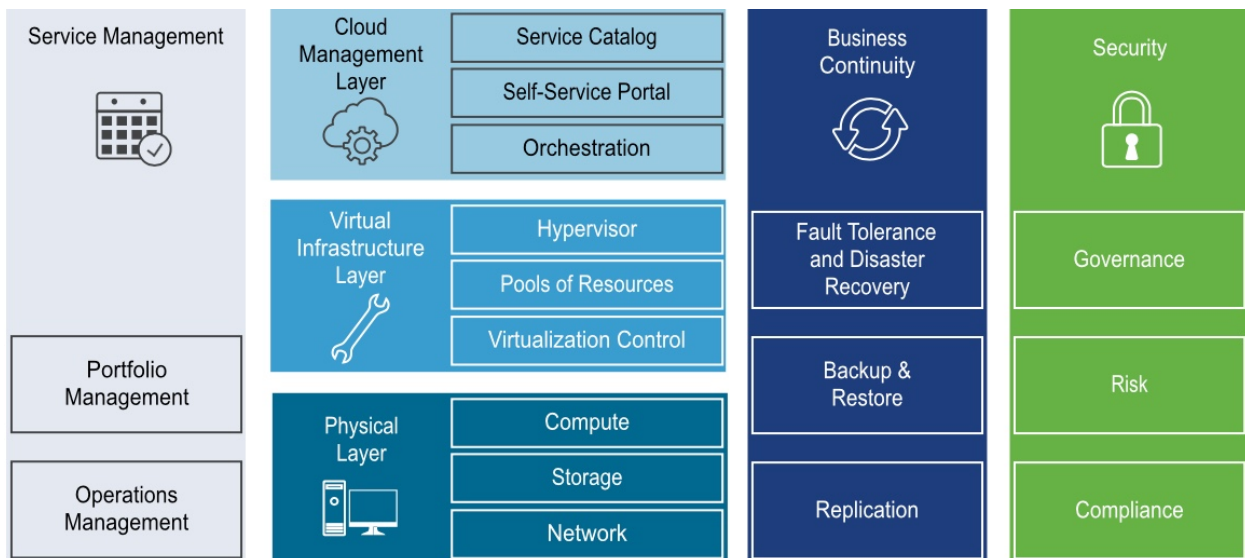 Service Management
Portfolio
Management
Operations
Management
Cloud
Management
Layer
Service Catalog
Self-Service Portal
Orchestration
Virtual
Infrastructure
Layer
Hypervisor
Pools of Resources
Virtualization Control
Physical
Layer
Compute
Storage
Network
Business
Continuity
Fault Tolerance
and Disaster
Recovery
Backup &
Restore
Replication
Security
Governance
Risk
Compliance